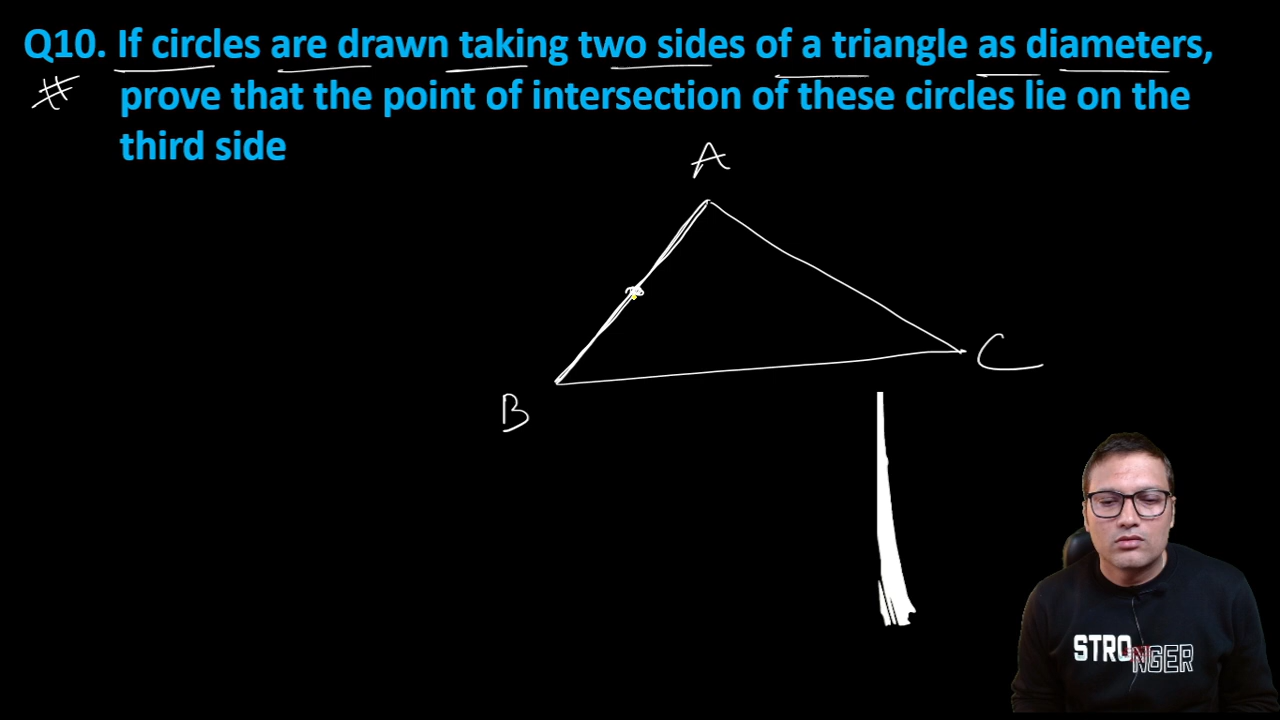 Q10. If circles are drawn taking two sides of a triangle as diameters,
# prove that the point of intersection of these circles lie on the
third side
A
B
C
STRONGER